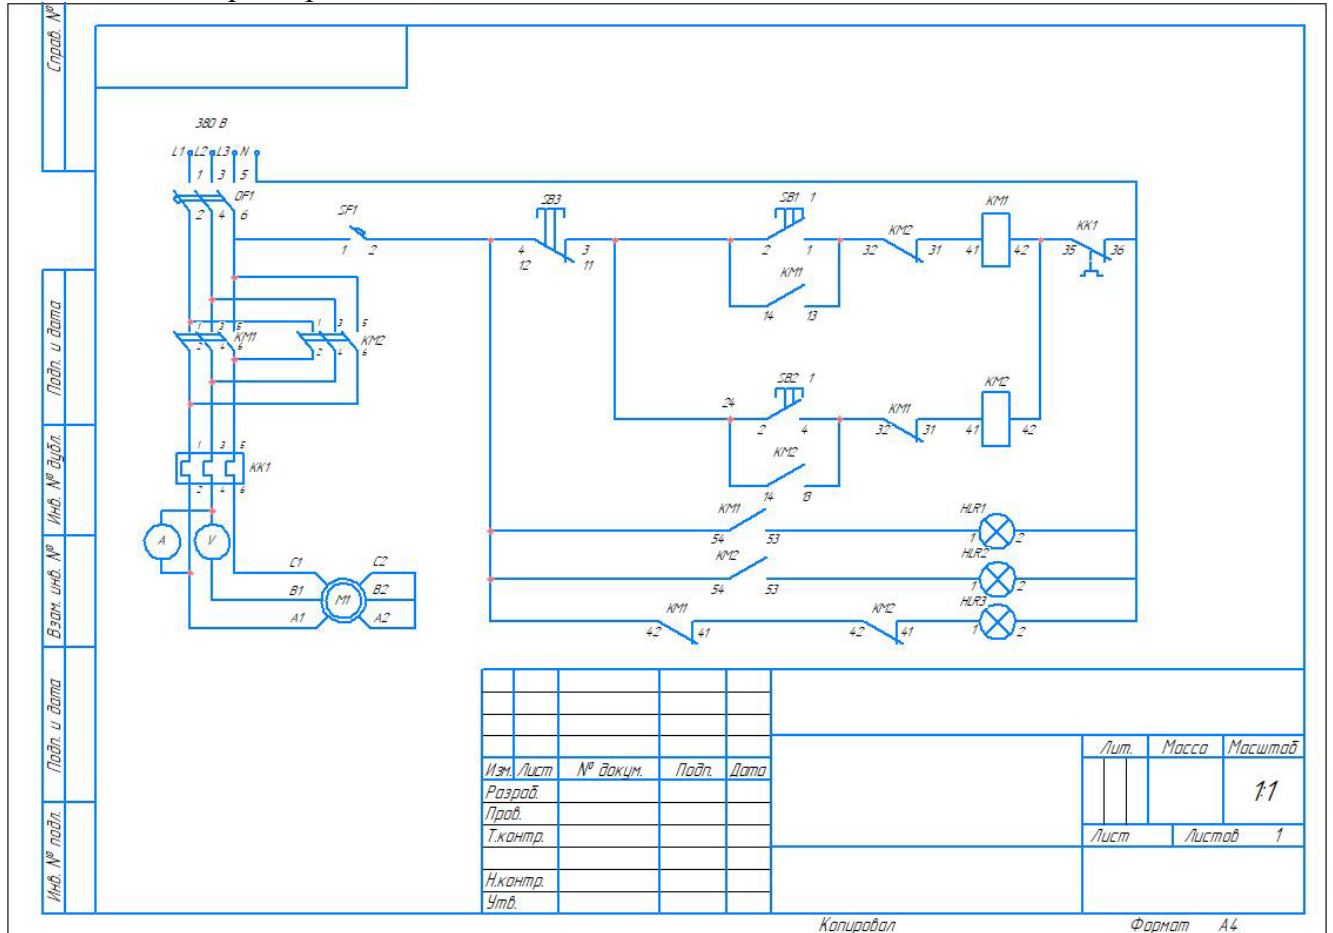 Справ. №
380 В
L1 L2 L3 N
1 3 5
QF1
2 4 6
SF1
1 2
SB3
4 3
12 11
SB1 1
2 1
KM2
32 31
KM1
41 42
KK1
35 36
KM1
14 13
1 3 5
KM1
2 4 6
1 3 5
KM2
2 4 6
SB2 1
24
2 4
KM1
32 31
KM2
41 42
KM2
14 13
1 3 5
KK1
2 4 6
A
V
C1 C2
B1 M1 B2
A1 A2
KM1
54 53
HLR1
1 2
KM2
54 53
HLR2
1 2
KM1
42 41
KM2
42 41
HLR3
1 2
Подп. и дата
Инв. № дубл.
Взам. инв. №
Подп. и дата
Инв. № подл.
Изм. Лист № докум. Подп. Дата
Разраб.
Пров.
Т.контр.
Н.контр.
Утв.
Лит. Масса Масштаб
1:1
Лист Листов 1
Копировал Формат А4